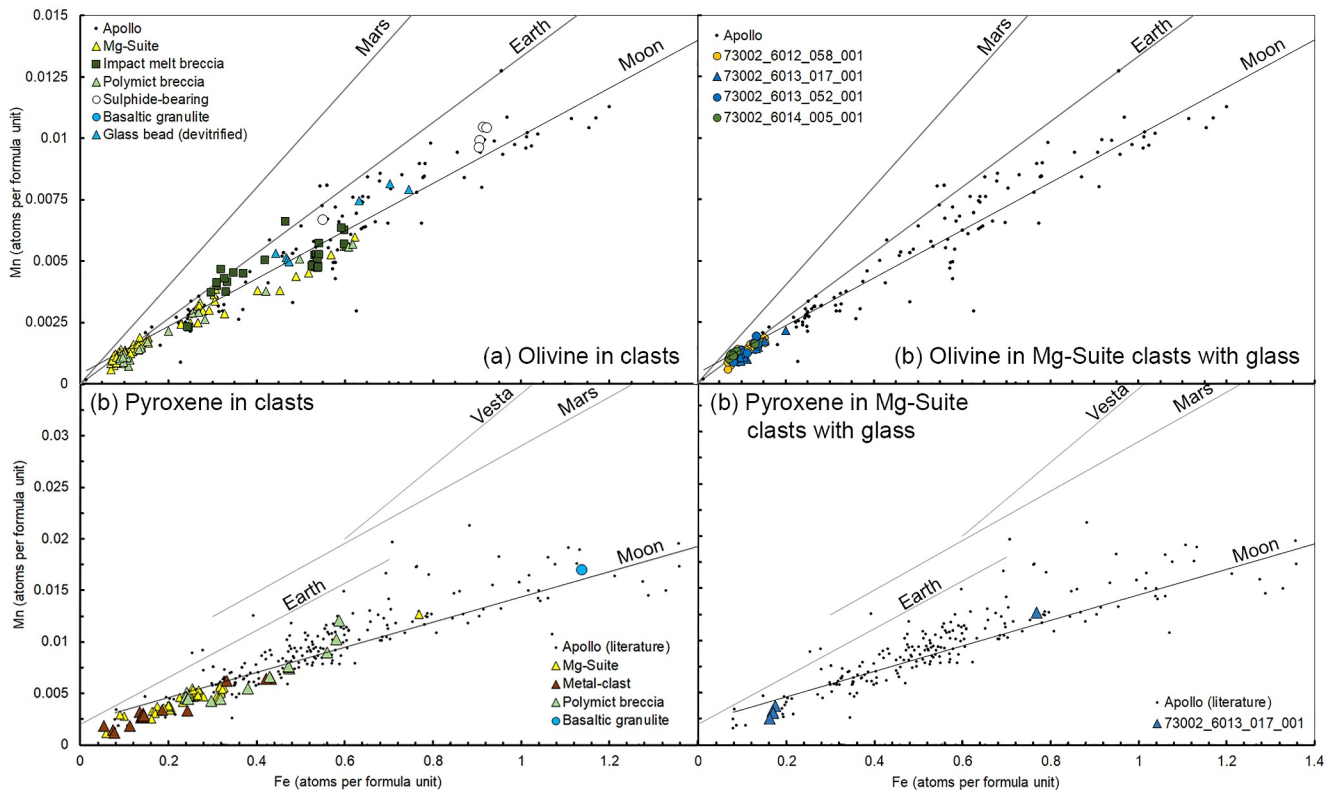 0.015
0.0125
0.01
0.0075
0.005
0.0025
0
Mn (atoms per formula unit)
Apollo
Mg-Suite
Impact melt breccia
Polymict breccia
Sulphide-bearing
Basaltic granulite
Glass bead (devitrified)
Mars
Earth
Moon
(a) Olivine in clasts
Apollo
73002_6012_058_001
73002_6013_017_001
73002_6013_052_001
73002_6014_005_001
Mars
Earth
Moon
(b) Olivine in Mg-Suite clasts with glass
(b) Pyroxene in clasts
0.03
0.025
0.02
0.015
0.01
0.005
0
Mn (atoms per formula unit)
Vesta
Mars
Earth
Moon
Apollo (literature)
Mg-Suite
Metal-clast
Polymict breccia
Basaltic granulite
0 0.2 0.4 0.6 0.8 1 1.2
Fe (atoms per formula unit)
(b) Pyroxene in Mg-Suite
clasts with glass
Vesta
Mars
Earth
Moon
Apollo (literature)
73002_6013_017_001
0 0.2 0.4 0.6 0.8 1 1.2 1.4
Fe (atoms per formula unit)